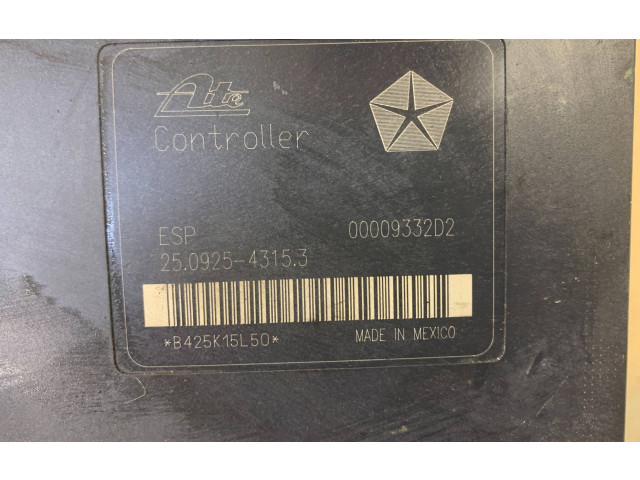 Ate
Controller
ESP 00009332D2
25.0925-4315.3
*B425K15L50*
MADE IN MEXICO